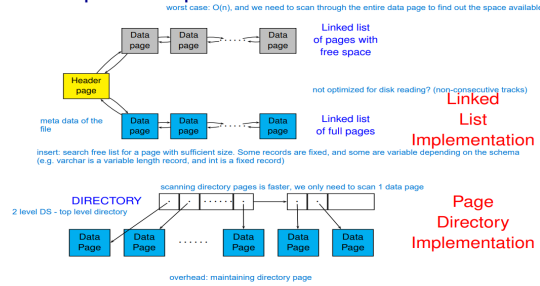 worst case: O(n), and we need to scan through the entire data page to find out the space available
Data page
Data page
Data page
Linked list
of pages with
free space
Header
page
not optimized for disk reading? (non-consecutive tracks)
Linked
List
Implementation
meta data of the
file
Data
page
Data
page
Data
page
Linked list
of full pages
insert: search free list for a page with sufficient size. Some records are fixed, and some are variable depending on the schema
(e.g. varchar is a variable length record, and int is a fixed record)
scanning directory pages is faster, we only need to scan 1 data page
DIRECTORY
2 level DS - top level directory
Page
Directory
Implementation
Data
Page
Data
Page
Data
Page
Data
Page
Data
Page
overhead: maintaining directory page